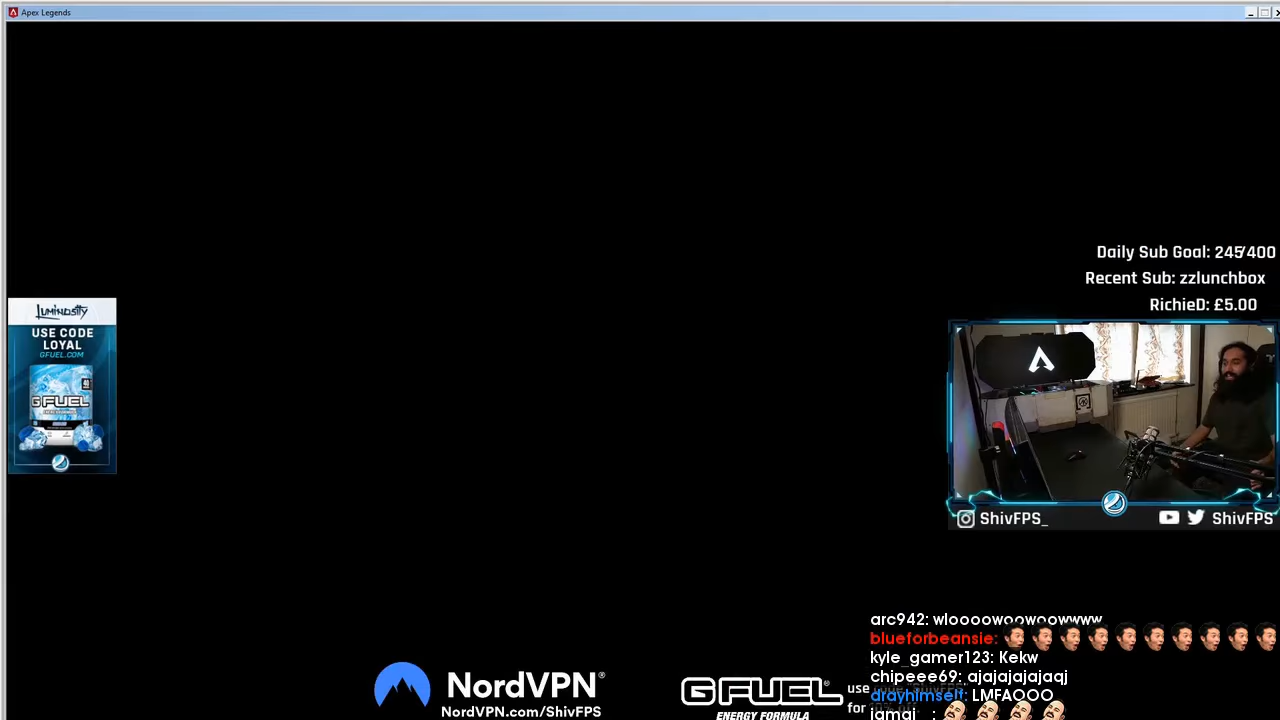 Apex Legends
Daily Sub Goal: 245/400
Recent Sub: zzlunchbox
RichieD: £5.00
LUMINOSITY
USE CODE
LOYAL
GFUEL.COM
G FUEL
ShivFPS_
ShivFPS
arc942: wloooowoowoowwww
blueforbeansie:
kyle_gamer123: Kekw
chipeee69: ajajajajajaqj
drayhimself: LMFAOOO
NordVPN®
NordVPN.com/ShivFPS
G FUEL®
ENERGY FORMULA
use
for